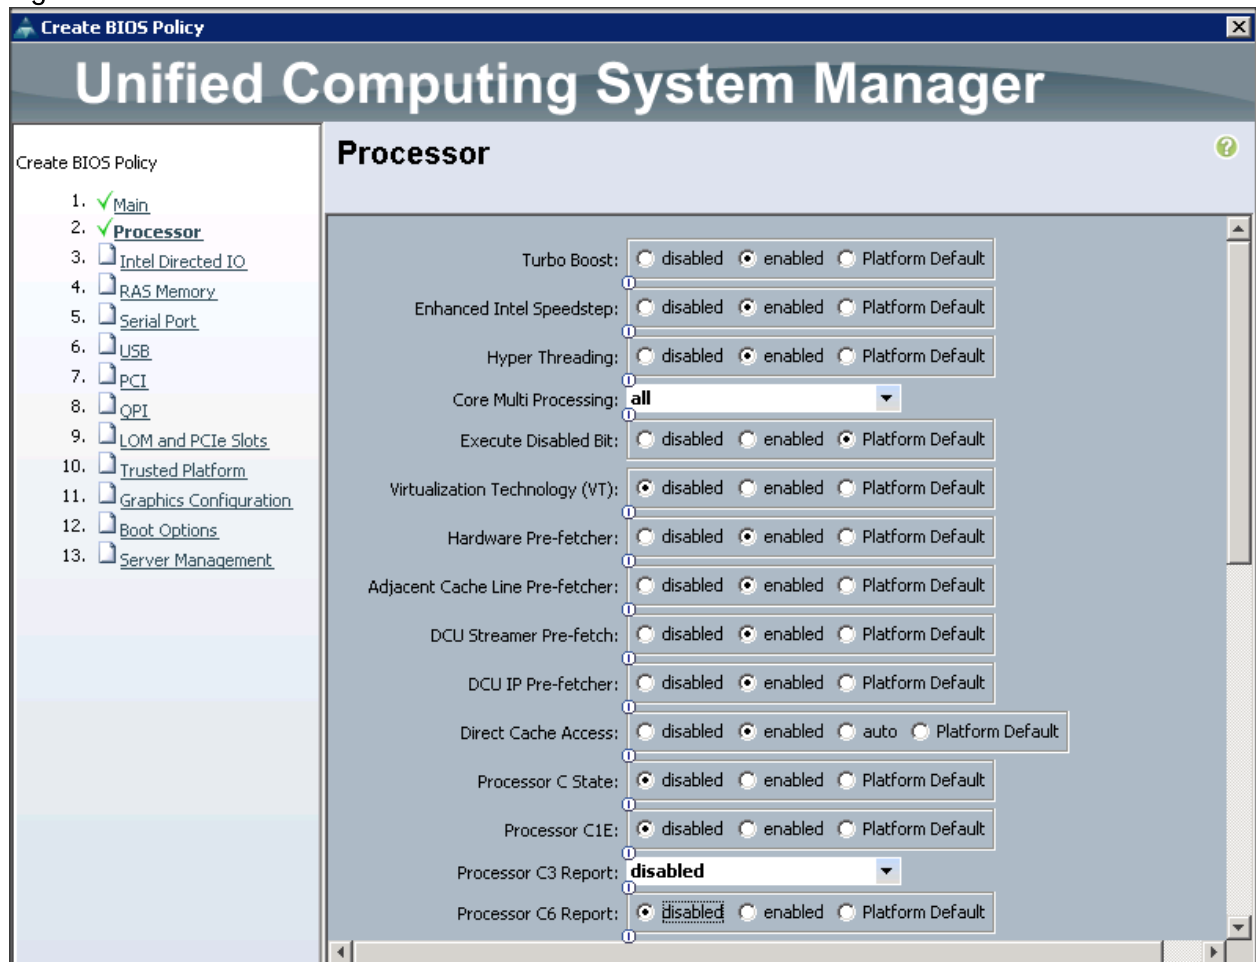 Create BIOS Policy
Unified Computing System Manager
Create BIOS Policy
1. Main
2. Processor
3. Intel Directed IO
4. RAS Memory
5. Serial Port
6. USB
7. PCI
8. QPI
9. LOM and PCIe Slots
10. Trusted Platform
11. Graphics Configuration
12. Boot Options
13. Server Management
Processor
Turbo Boost: disabled enabled Platform Default
Enhanced Intel Speedstep: disabled enabled Platform Default
Hyper Threading: disabled enabled Platform Default
Core Multi Processing: all
Execute Disabled Bit: disabled enabled Platform Default
Virtualization Technology (VT): disabled enabled Platform Default
Hardware Pre-fetcher: disabled enabled Platform Default
Adjacent Cache Line Pre-fetcher: disabled enabled Platform Default
DCU Streamer Pre-fetch: disabled enabled Platform Default
DCU IP Pre-fetcher: disabled enabled Platform Default
Direct Cache Access: disabled enabled auto Platform Default
Processor C State: disabled enabled Platform Default
Processor C1E: disabled enabled Platform Default
Processor C3 Report: disabled
Processor C6 Report: disabled enabled Platform Default